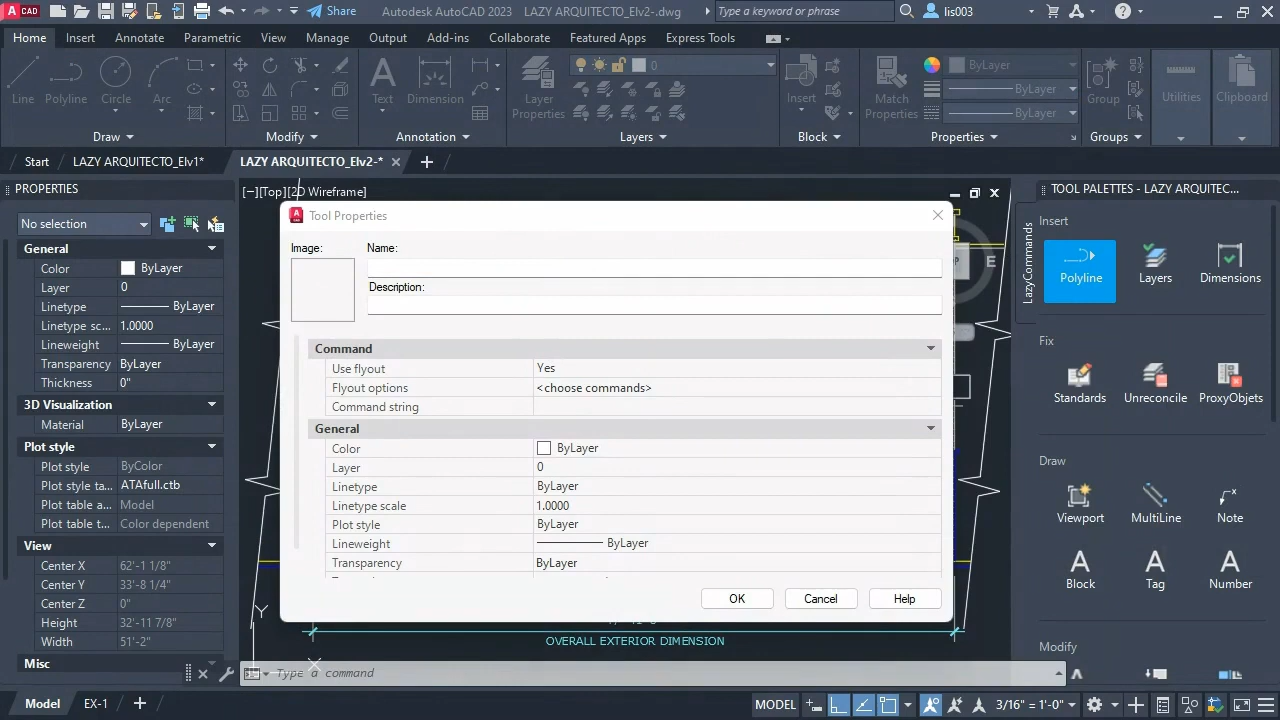 CAD
Share
Autodesk AutoCAD 2023 LAZY ARQUITECTO_Elv2-.dwg
Type a keyword or phrase
lis003
Home Insert Annotate Parametric View Manage Output Add-ins Collaborate Featured Apps Express Tools
0
ByLayer
ByLayer
ByLayer
Line Polyline Circle Arc
Text Dimension
Layer Properties
Insert
Match Properties
Group
Utilities
Clipboard
Draw Modify Annotation Layers Block Properties Groups
Start LAZY ARQUITECTO_Elv1* LAZY ARQUITECTO_Elv2-*
PROPERTIES
[−][Top][2D Wireframe]
TOOL PALETTES - LAZY ARQUITEC...
No selection
General
Color ByLayer
Layer 0
Linetype ByLayer
Linetype sc... 1.0000
Lineweight ByLayer
Transparency ByLayer
Thickness 0"
3D Visualization
Material ByLayer
Plot style
Plot style ByColor
Plot style ta... ATAfull.ctb
Plot table a... Model
Plot table t... Color dependent
View
Center X 62'-1 1/8"
Center Y 33'-8 1/4"
Center Z 0"
Height 32'-11 7/8"
Width 51'-2"
Misc
Tool Properties
Image:
Name:
Description:
Command
Use flyout Yes
Flyout options <choose commands>
Command string
General
Color ByLayer
Layer 0
Linetype ByLayer
Linetype scale 1.0000
Plot style ByLayer
Lineweight ByLayer
Transparency ByLayer
OK Cancel Help
E
Y
OVERALL EXTERIOR DIMENSION
Type a command
LazyCommands
Insert
Polyline Layers Dimensions
Fix
Standards Unreconcile ProxyObjets
Draw
Viewport MultiLine Note
Block Tag Number
Modify
Model EX-1
MODEL
3/16" = 1'-0"